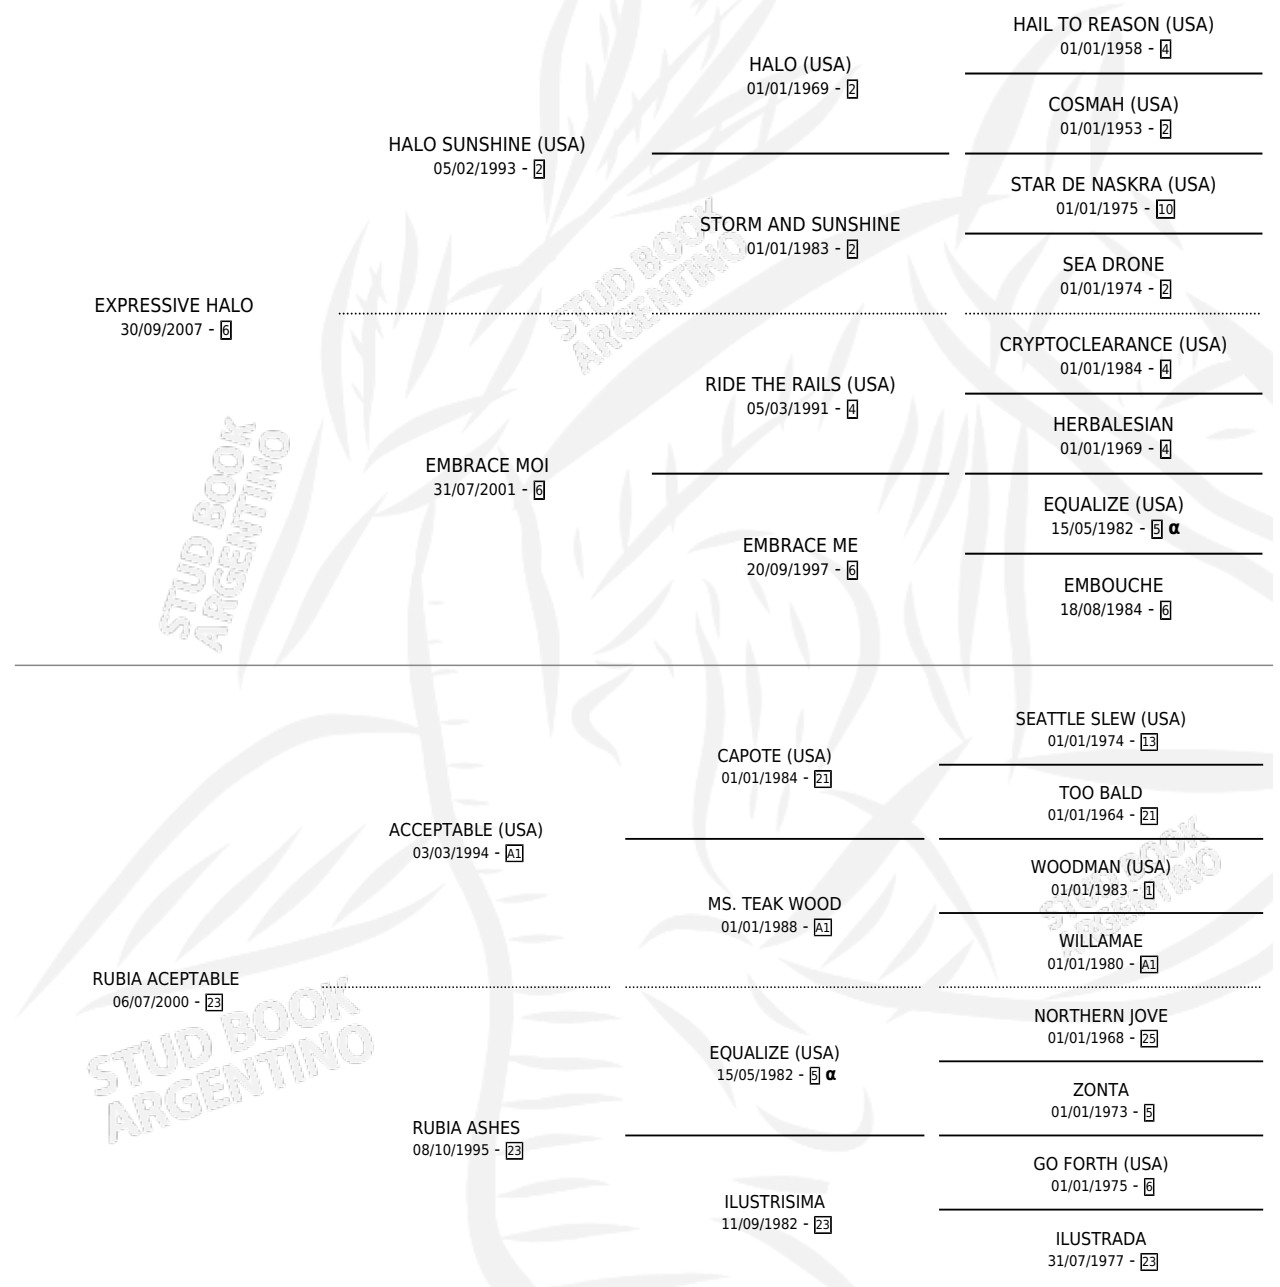 HAIL TO REASON (USA)
01/01/1958 - 4
HALO (USA)
01/01/1969 - 2
COSMAH (USA)
01/01/1953 - 2
HALO SUNSHINE (USA)
05/02/1993 - 2
STAR DE NASKRA (USA)
01/01/1975 - 10
STORM AND SUNSHINE
01/01/1983 - 2
SEA DRONE
01/01/1974 - 2
EXPRESSIVE HALO
30/09/2007 - 6
CRYPTOCLEARANCE (USA)
01/01/1984 - 4
RIDE THE RAILS (USA)
05/03/1991 - 4
HERBALESIAN
01/01/1969 - 4
EMBRACE MOI
31/07/2001 - 6
EQUALIZE (USA)
15/05/1982 - 5 α
EMBRACE ME
20/09/1997 - 6
EMBOUCHE
18/08/1984 - 6
SEATTLE SLEW (USA)
01/01/1974 - 13
CAPOTE (USA)
01/01/1984 - 21
TOO BALD
01/01/1964 - 21
ACCEPTABLE (USA)
03/03/1994 - A1
WOODMAN (USA)
01/01/1983 - 1
MS. TEAK WOOD
01/01/1988 - A1
WILLAMAE
01/01/1980 - A1
RUBIA ACEPTABLE
06/07/2000 - 23
NORTHERN JOVE
01/01/1968 - 25
EQUALIZE (USA)
15/05/1982 - 5 α
ZONTA
01/01/1973 - 5
RUBIA ASHES
08/10/1995 - 23
GO FORTH (USA)
01/01/1975 - 6
ILUSTRISIMA
11/09/1982 - 23
ILUSTRADA
31/07/1977 - 23
STUD BOOK
ARGENTINO
STUD BOOK
ARGENTINO
STUD BOOK
ARGENTINO
STUD BOOK
ARGENTINO